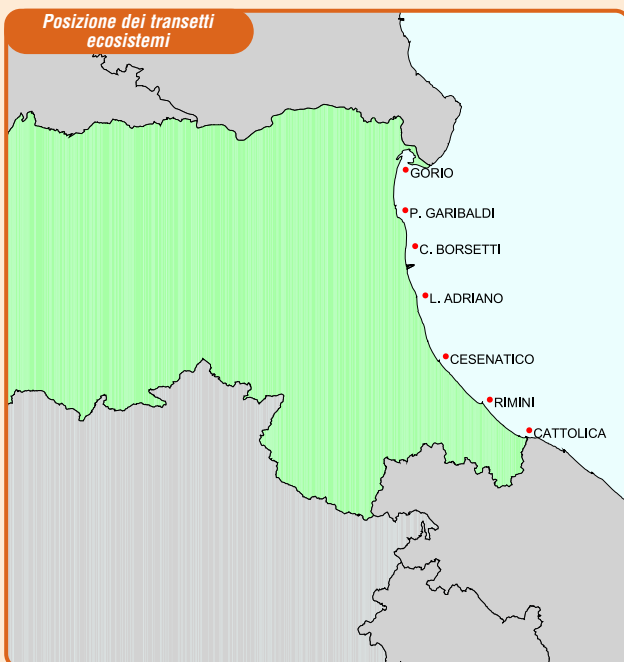 Posizione dei transetti
ecosistemi
GORIO
P. GARIBALDI
C. BORSETTI
L. ADRIANO
CESENATICO
RIMINI
CATTOLICA